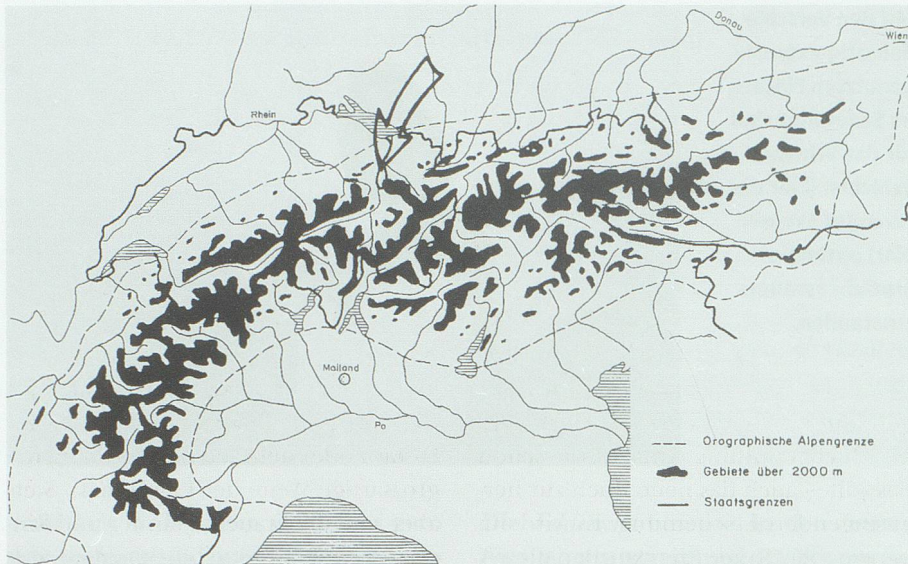 Donau
Wien
Rhein
Mailand
Po
Orographische Alpengrenze
Gebiete über 2000 m
Staatsgrenzen